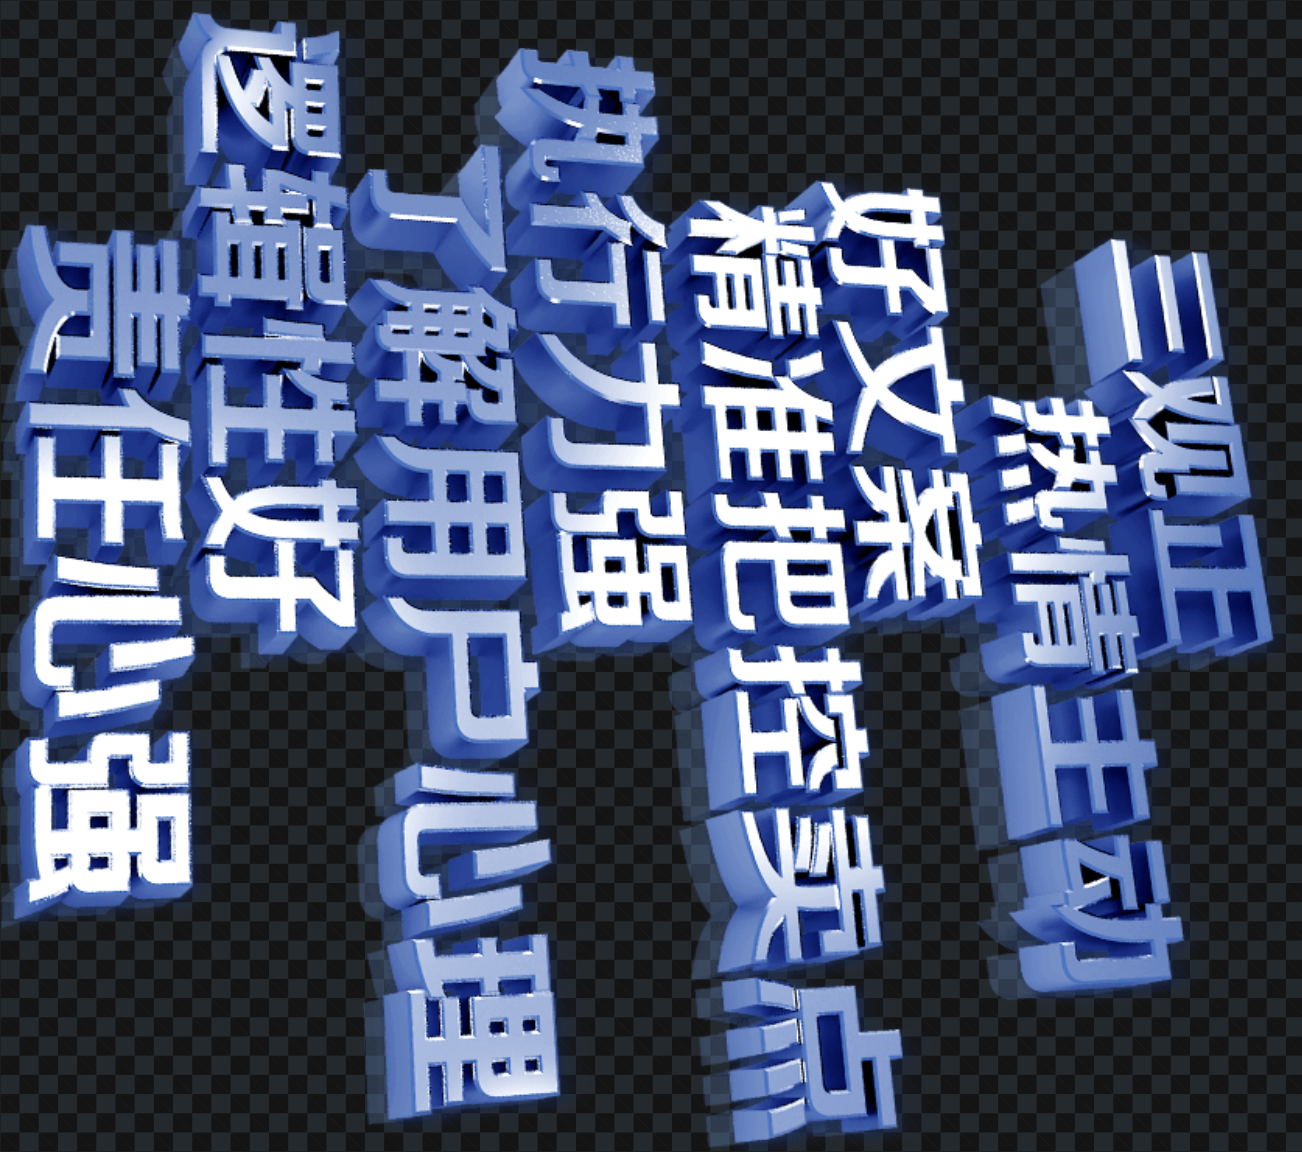 三观正
热情主动
好文案
精准把控卖点
执行力强
了解用户心理
逻辑性好
责任心强